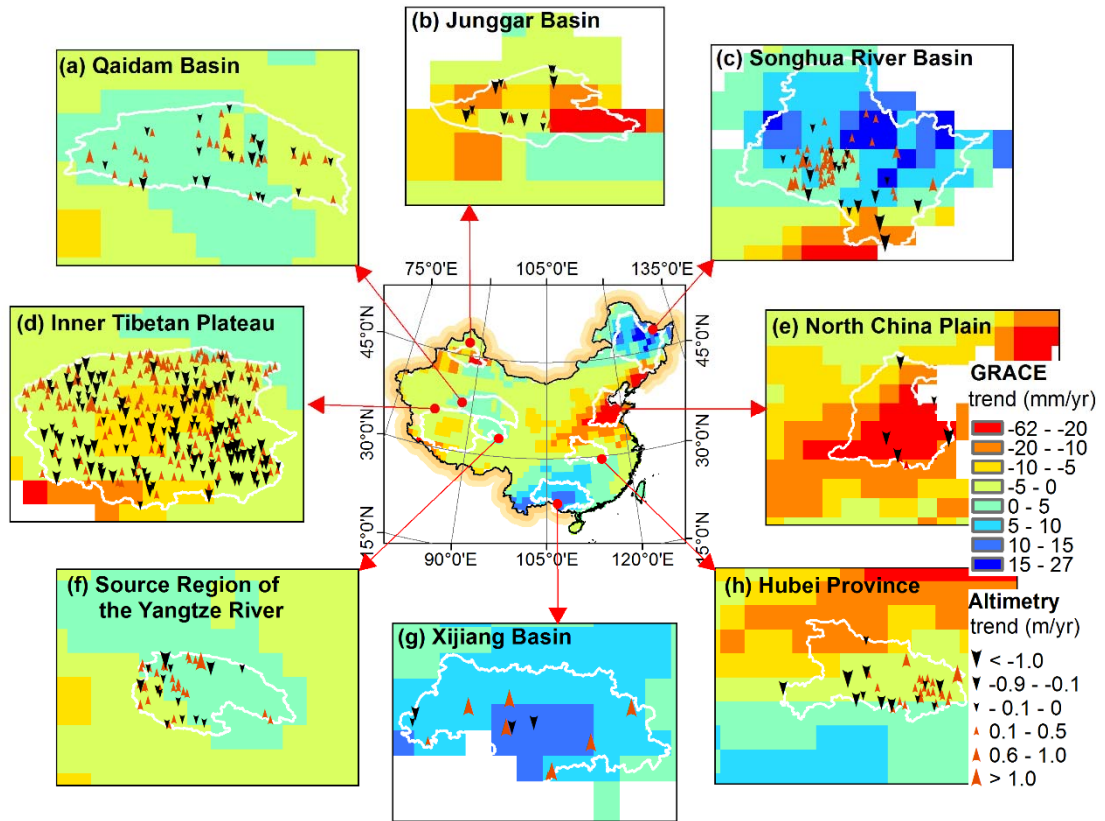 (b) Junggar Basin
(a) Qaidam Basin
(c) Songhua River Basin
75°0'E
105°0'E
135°0'E
45°0'N
45°0'N
30°0'N
30°0'N
15°0'N
15°0'N
90°0'E
105°0'E
120°0'E
(d) Inner Tibetan Plateau
(e) North China Plain
GRACE
trend (mm/yr)
-62 - -20
-20 - -10
-10 - -5
-5 - 0
0 - 5
5 - 10
10 - 15
15 - 27
(f) Source Region of
the Yangtze River
(g) Xijiang Basin
(h) Hubei Province
Altimetry
trend (m/yr)
< -1.0
-0.9 - -0.1
-0.1 - 0
0.1 - 0.5
0.6 - 1.0
> 1.0